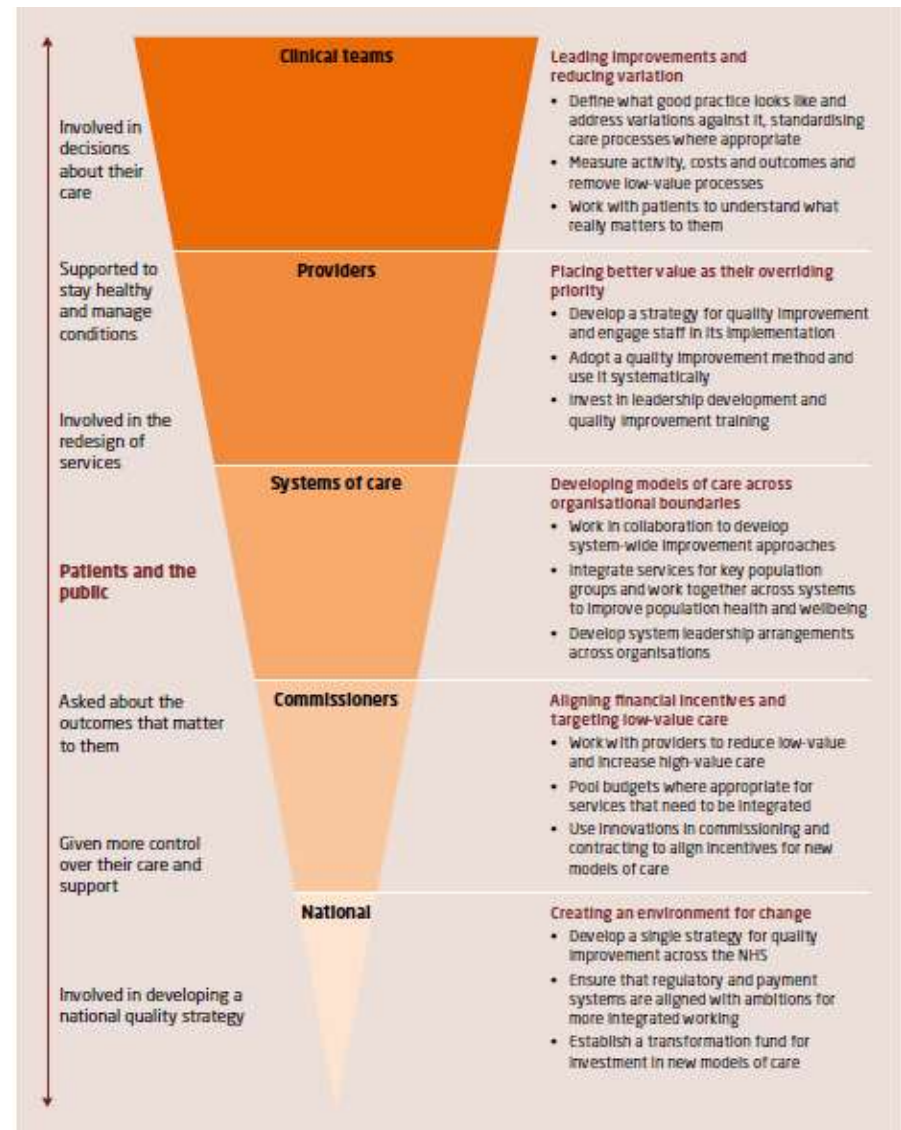 Clinical teams
Leading improvements and
reducing variation
• Define what good practice looks like and
address variations against it, standardising
care processes where appropriate
• Measure activity, costs and outcomes and
remove low-value processes
• Work with patients to understand what
really matters to them
Involved in
decisions
about their
care
Providers
Placing better value as their overriding
priority
• Develop a strategy for quality improvement
and engage staff in its implementation
• Adopt a quality improvement method and
use it systematically
• Invest in leadership development and
quality improvement training
Supported to
stay healthy
and manage
conditions
Involved in the
redesign of
services
Systems of care
Developing models of care across
organisational boundaries
• Work in collaboration to develop
system-wide improvement approaches
• Integrate services for key population
groups and work together across systems
to improve population health and wellbeing
• Develop system leadership arrangements
across organisations
Patients and the
public
Commissioners
Aligning financial incentives and
targeting low-value care
• Work with providers to reduce low-value
and increase high-value care
• Pool budgets where appropriate for
services that need to be integrated
• Use innovations in commissioning and
contracting to align incentives for new
models of care
Asked about the
outcomes that matter
to them
Given more control
over their care and
support
National
Creating an environment for change
• Develop a single strategy for quality
improvement across the NHS
• Ensure that regulatory and payment
systems are aligned with ambitions for
more integrated working
• Establish a transformation fund for
investment in new models of care
Involved in developing a
national quality strategy